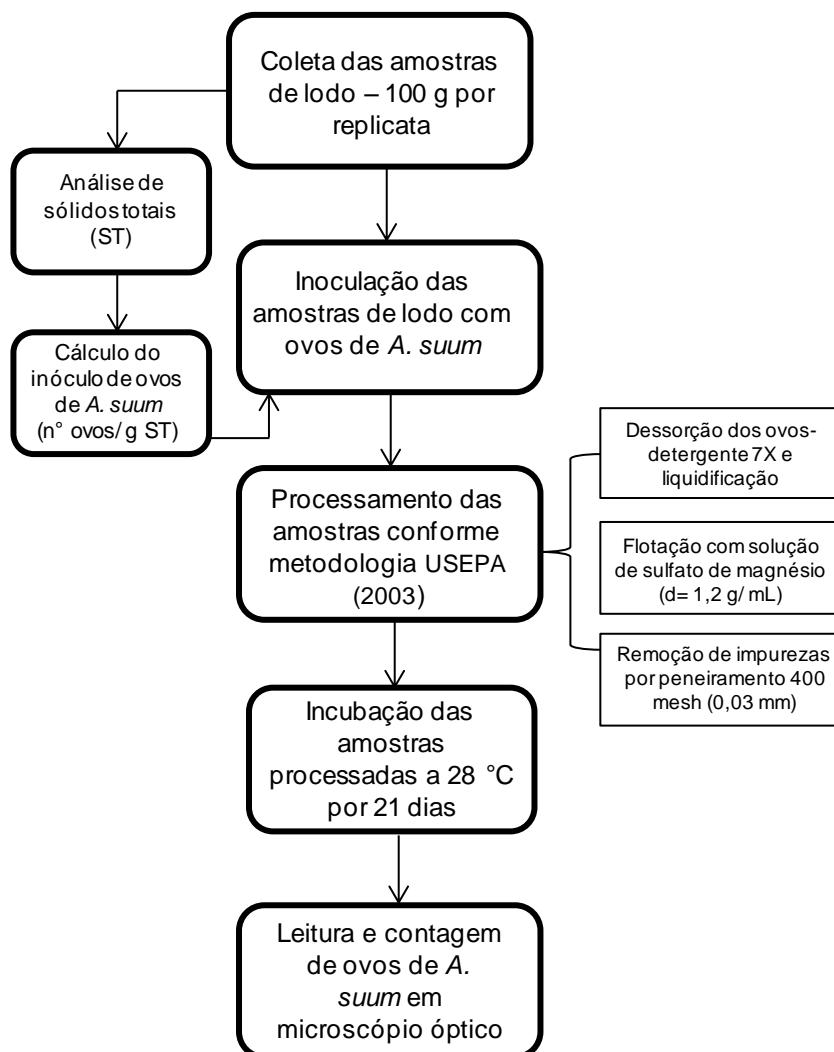 Coleta das amostras
de lodo – 100 g por
replicata
Análise de
sólidos totais
(ST)
Inoculação das
amostras de lodo com
ovos de A. suum
Cálculo do
inóculo de ovos
de A. suum
(n° ovos/ g ST)
Processamento das
amostras conforme
metodologia USEPA
(2003)
Dessorção dos ovos-
detergente 7X e
liquidificação
Flotação com solução
de sulfato de magnésio
(d= 1,2 g/ mL)
Remoção de impurezas
por peneiramento 400
mesh (0,03 mm)
Incubação das
amostras
processadas a 28 °C
por 21 dias
Leitura e contagem
de ovos de A.
suum em
microscópio óptico